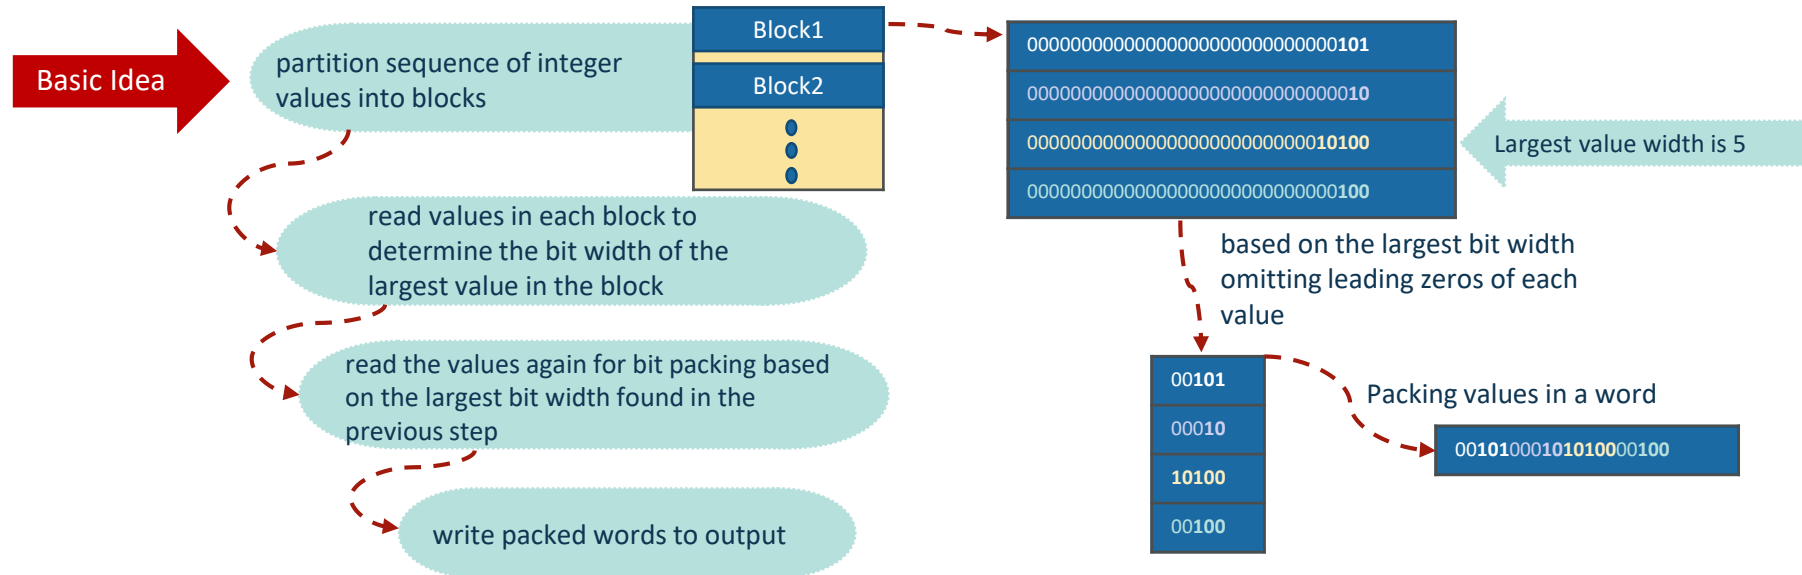 Basic Idea
partition sequence of integer
values into blocks
Block1
Block2
read values in each block to
determine the bit width of the
largest value in the block
read the values again for bit packing based
on the largest bit width found in the
previous step
write packed words to output
00000000000000000000000000000101
00000000000000000000000000000010
00000000000000000000000000010100
00000000000000000000000000000100
Largest value width is 5
based on the largest bit width
omitting leading zeros of each
value
00101
00010
10100
00100
Packing values in a word
00101000101010000100